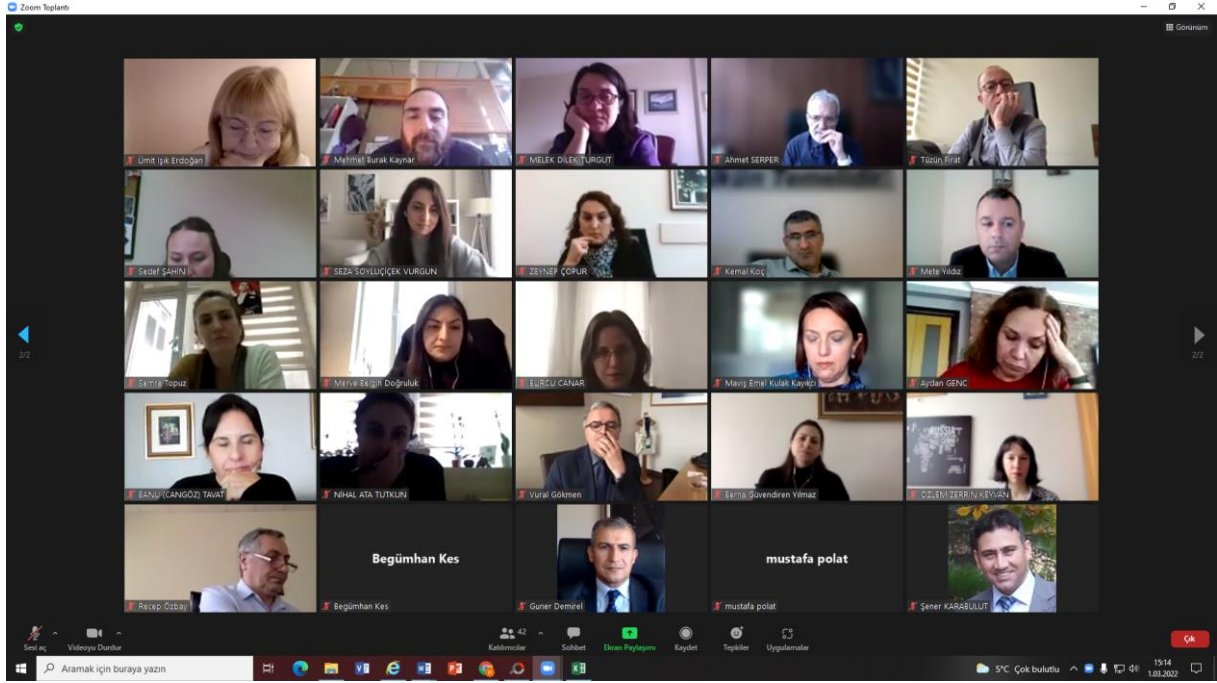 Zoom Toplantı
Görünüm
Ümit Işık Erdoğan
Mehmet Burak Kaynar
MELEK DİLEK TURGUT
Ahmet SERPER
Tüzün Fırat
Sedef ŞAHİN
SEZA SOYLUÇİÇEK VURGUN
ZEYNEP ÇOPUR
Kemal Koç
Mete Yıldız
Semra Topuz
Merve Belgin Doğruluk
BURCU CANAR
Maviş Emel Kulak Kayıkcı
Aydan GENÇ
2/2
2/2
BANU (CANGÖZ) TAVAT
NİHAL ATA TUTKUN
Vural Gökmen
Berna Güvendiren Yılmaz
RUSSIA
ÖZLEM ZERRİN KEYVAN
Recep Özbay
Begümhan Kes
Begümhan Kes
Guner Demirel
mustafa polat
mustafa polat
Şener KARABULUT
Sesi aç
Videoyu Durdur
42
Katılımcılar
Sohbet
Ekran Paylaşımı
Kaydet
Tepkiler
Uygulamalar
Çık
Aramak için buraya yazın
5°C Çok bulutlu
15:14
1.03.2022